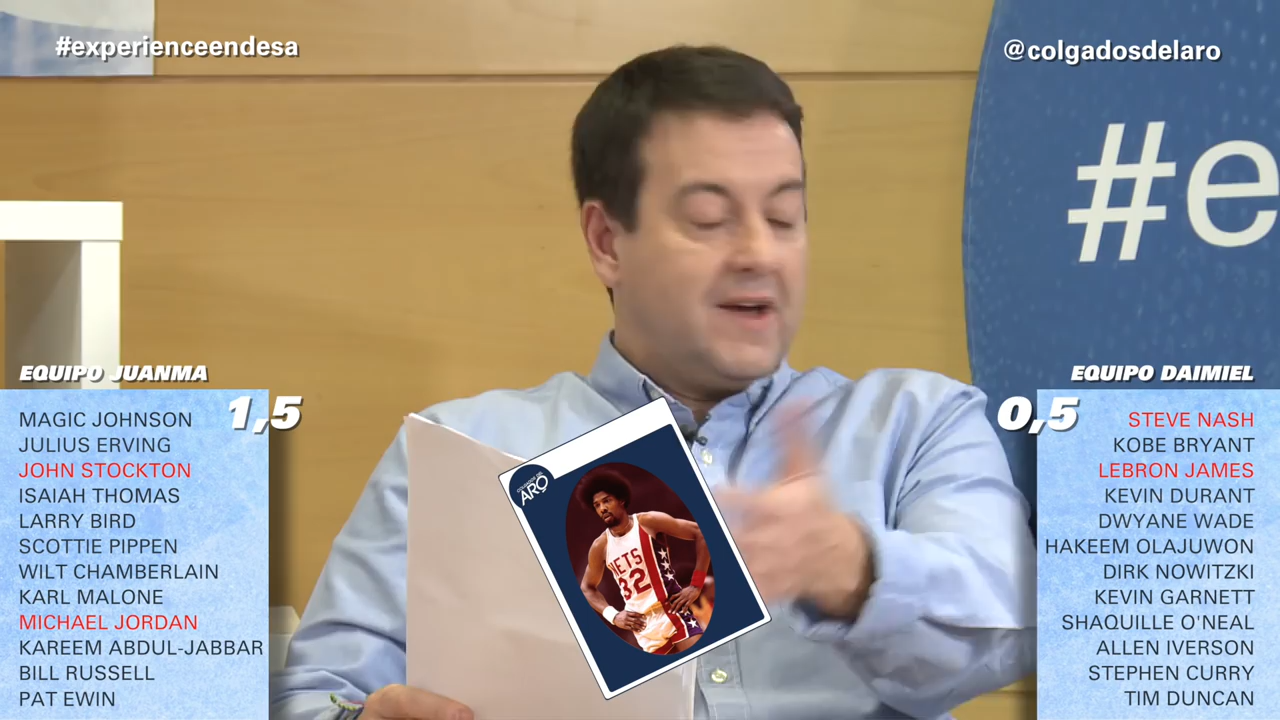 #experienceendesa
@colgadosdelaro
#e
EQUIPO JUANMA
1,5
MAGIC JOHNSON
JULIUS ERVING
JOHN STOCKTON
ISAIAH THOMAS
LARRY BIRD
SCOTTIE PIPPEN
WILT CHAMBERLAIN
KARL MALONE
MICHAEL JORDAN
KAREEM ABDUL-JABBAR
BILL RUSSELL
PAT EWIN
ARO
NETS
32
EQUIPO DAIMIEL
0,5
STEVE NASH
KOBE BRYANT
LEBRON JAMES
KEVIN DURANT
DWYANE WADE
HAKEEM OLAJUWON
DIRK NOWITZKI
KEVIN GARNETT
SHAQUILLE O'NEAL
ALLEN IVERSON
STEPHEN CURRY
TIM DUNCAN